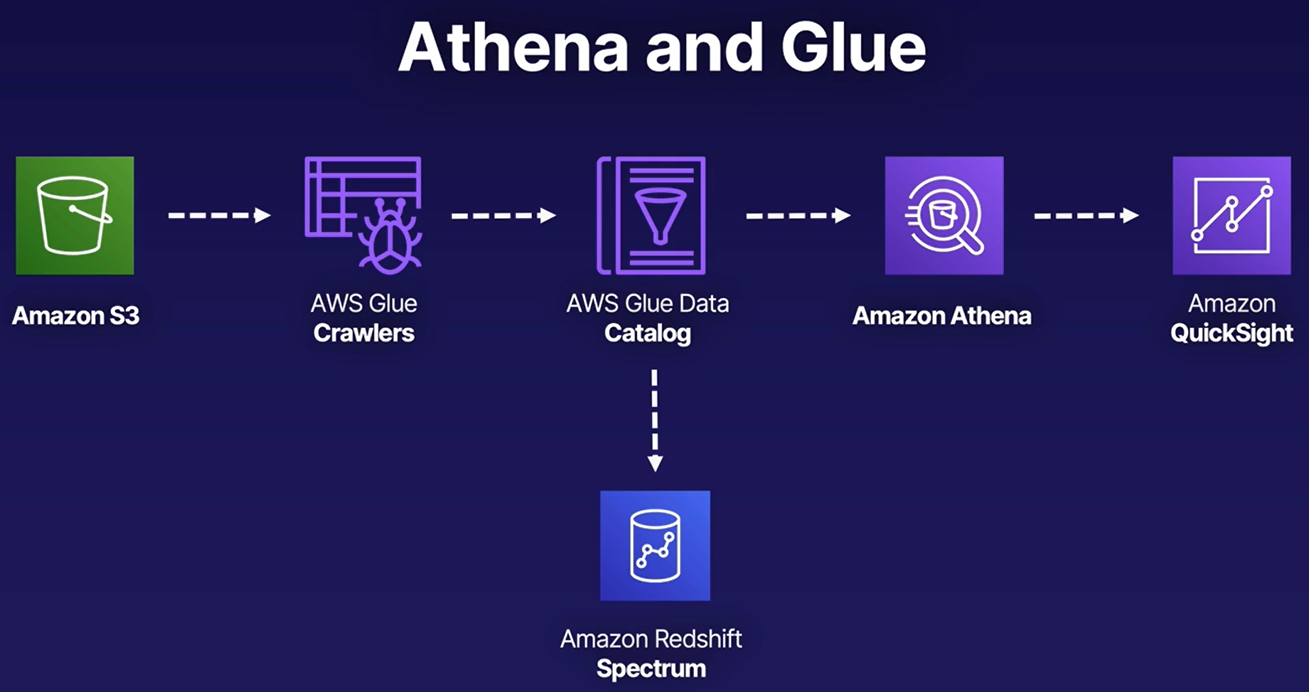 Athena and Glue
Amazon S3
AWS Glue
Crawlers
AWS Glue Data
Catalog
Amazon Athena
Amazon
QuickSight
Amazon Redshift
Spectrum